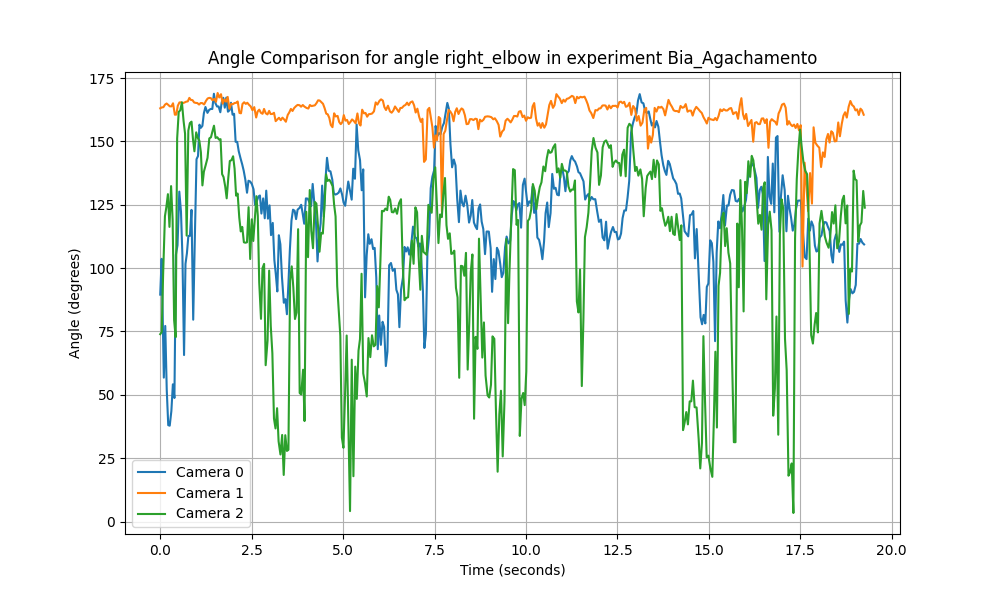 Angle Comparison for angle right_elbow in experiment Bia_Agachamento
Angle (degrees)
175
150
125
100
75
50
25
0
Camera 0
Camera 1
Camera 2
0.0 2.5 5.0 7.5 10.0 12.5 15.0 17.5 20.0
Time (seconds)